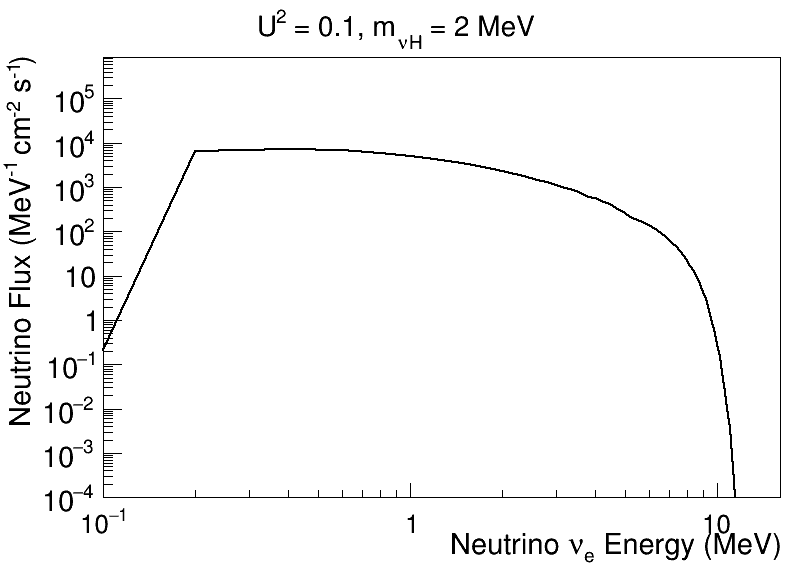 U² = 0.1, m_νH = 2 MeV
Neutrino Flux (MeV⁻¹ cm⁻² s⁻¹)
10⁵
10⁴
10³
10²
10
1
10⁻¹
10⁻²
10⁻³
10⁻⁴
10⁻¹ 1 10
Neutrino νₑ Energy (MeV)